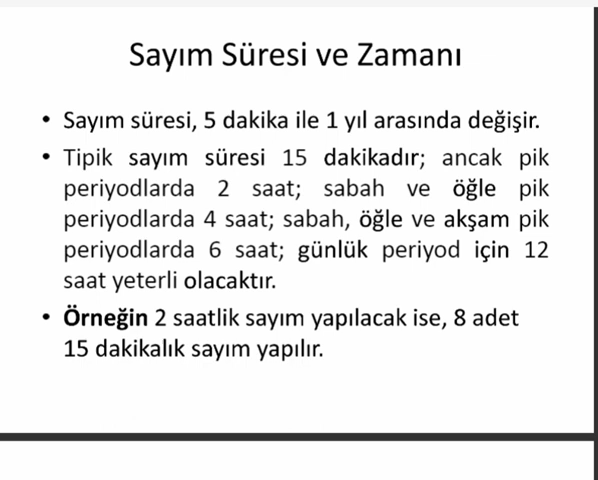 Sayım Süresi ve Zamanı
• Sayım süresi, 5 dakika ile 1 yıl arasında değişir.
• Tipik sayım süresi 15 dakikadır; ancak pik
periyodlarda 2 saat; sabah ve öğle pik
periyodlarda 4 saat; sabah, öğle ve akşam pik
periyodlarda 6 saat; günlük periyod için 12
saat yeterli olacaktır.
• Örneğin 2 saatlik sayım yapılacak ise, 8 adet
15 dakikalık sayım yapılır.